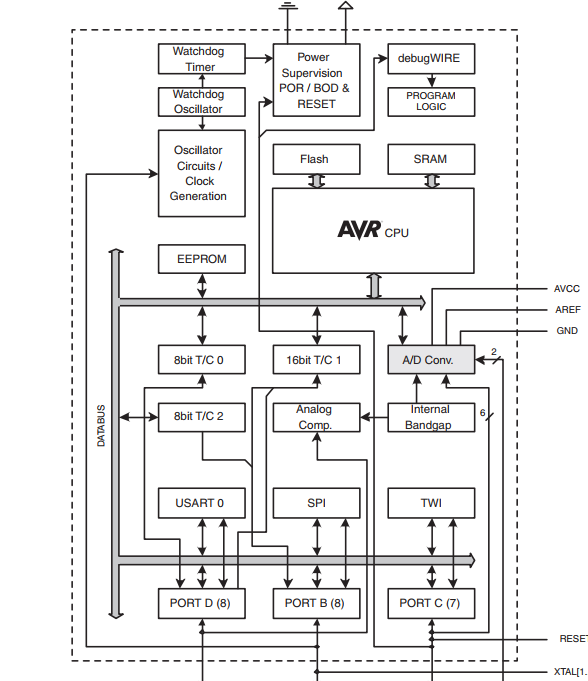 Watchdog
Timer
Power
Supervision
POR / BOD &
RESET
debugWIRE
Watchdog
Oscillator
PROGRAM
LOGIC
Oscillator
Circuits /
Clock
Generation
Flash
SRAM
AVR CPU
EEPROM
AVCC
AREF
GND
8bit T/C 0
16bit T/C 1
A/D Conv.
2
DATABUS
8bit T/C 2
Analog
Comp.
Internal
Bandgap
6
USART 0
SPI
TWI
PORT D (8)
PORT B (8)
PORT C (7)
RESET
XTAL[1.